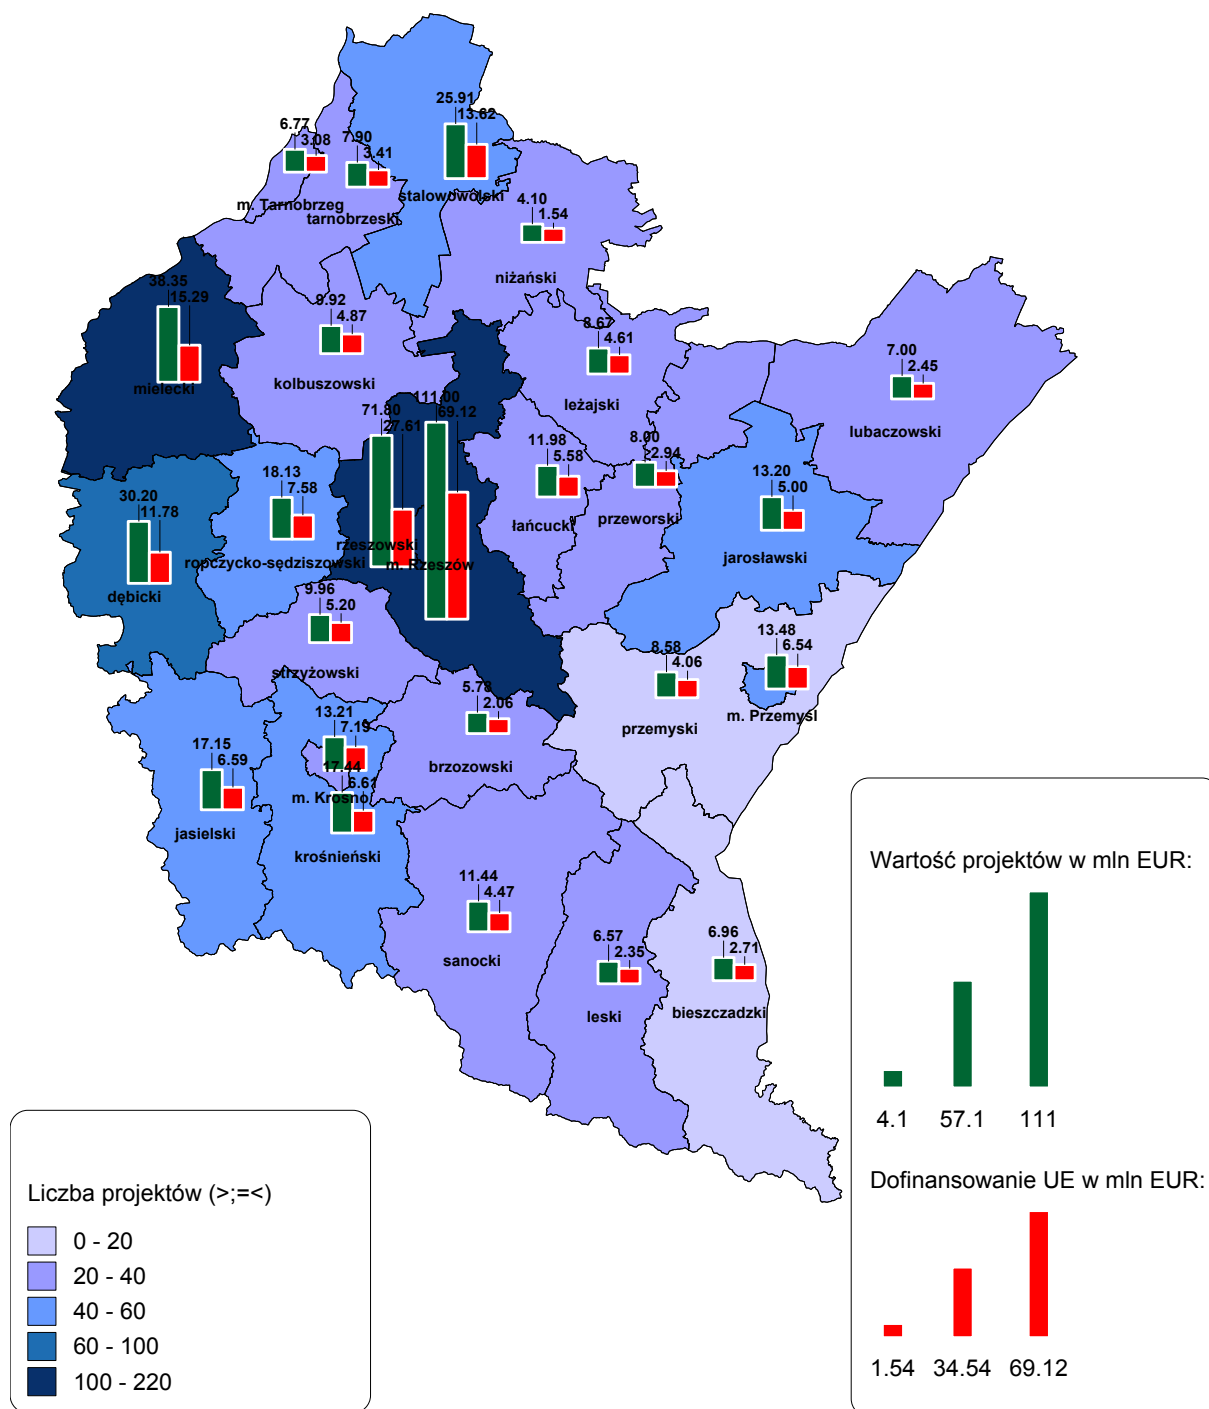 25.91
13.62
stalowowolski
6.77
3.08
m. Tarnobrzeg
7.90
3.41
tarnobrzeski
4.10
1.54
niżański
38.35
15.29
mielecki
9.92
4.87
kolbuszowski
8.67
4.61
leżajski
7.00
2.45
lubaczowski
71.80
27.61
rzeszowski
111.00
69.12
m. Rzeszów
11.98
5.58
łańcucki
8.00
2.94
przeworski
13.20
5.00
jarosławski
30.20
11.78
dębicki
18.13
7.58
ropczycko-sędziszowski
9.96
5.20
strzyżowski
8.58
4.06
przemyski
13.48
6.54
m. Przemyśl
5.78
2.06
brzozowski
17.15
6.59
jasielski
13.21
7.19
m. Krosno
17.44
6.61
krośnieński
11.44
4.47
sanocki
6.57
2.35
leski
6.96
2.71
bieszczadzki
Wartość projektów w mln EUR:
4.1 57.1 111
Dofinansowanie UE w mln EUR:
1.54 34.54 69.12
Liczba projektów (>;=<)
0 - 20
20 - 40
40 - 60
60 - 100
100 - 220